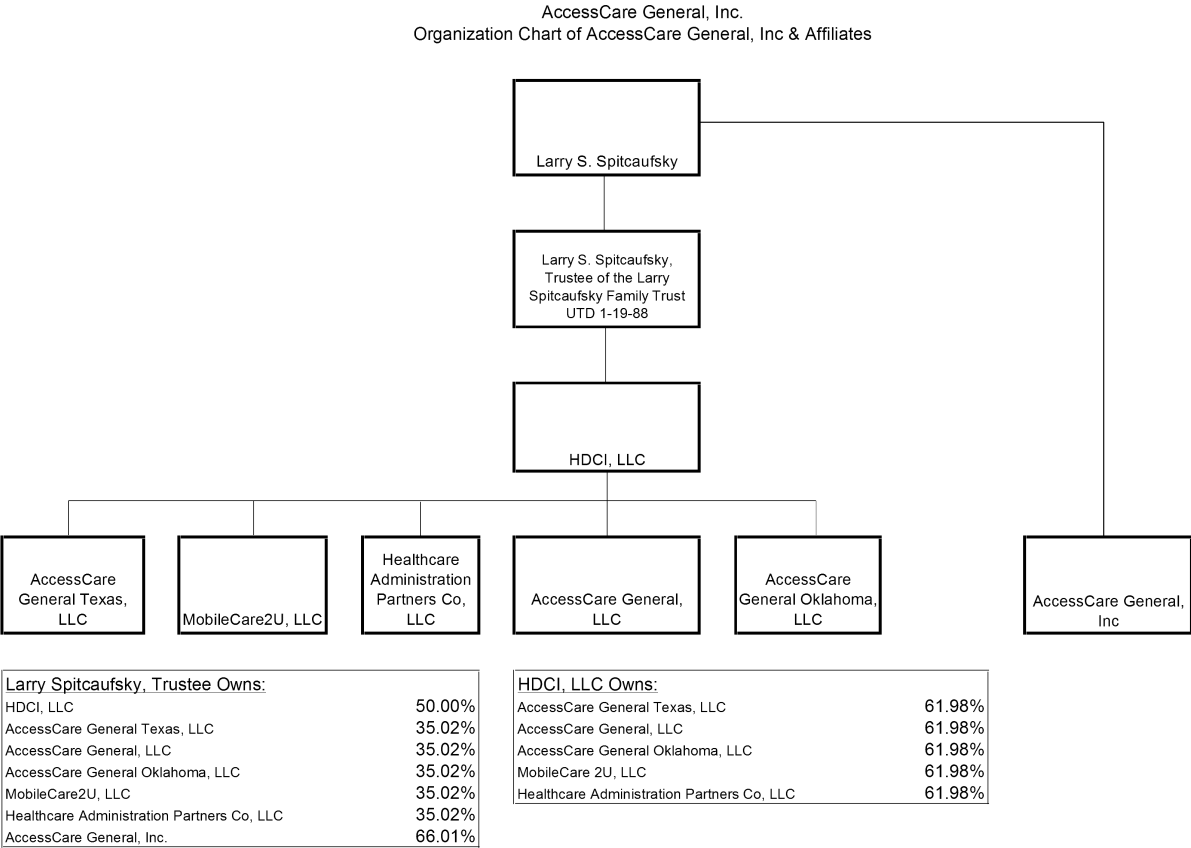 AccessCare General, Inc.
Organization Chart of AccessCare General, Inc & Affiliates
Larry S. Spitcaufsky
Larry S. Spitcaufsky,
Trustee of the Larry
Spitcaufsky Family Trust
UTD 1-19-88
HDCI, LLC
AccessCare
General Texas,
LLC
MobileCare2U, LLC
Healthcare
Administration
Partners Co,
LLC
AccessCare General,
LLC
AccessCare
General Oklahoma,
LLC
AccessCare General,
Inc
Larry Spitcaufsky, Trustee Owns:
HDCI, LLC 50.00%
AccessCare General Texas, LLC 35.02%
AccessCare General, LLC 35.02%
AccessCare General Oklahoma, LLC 35.02%
MobileCare2U, LLC 35.02%
Healthcare Administration Partners Co, LLC 35.02%
AccessCare General, Inc. 66.01%
HDCI, LLC Owns:
AccessCare General Texas, LLC 61.98%
AccessCare General, LLC 61.98%
AccessCare General Oklahoma, LLC 61.98%
MobileCare 2U, LLC 61.98%
Healthcare Administration Partners Co, LLC 61.98%